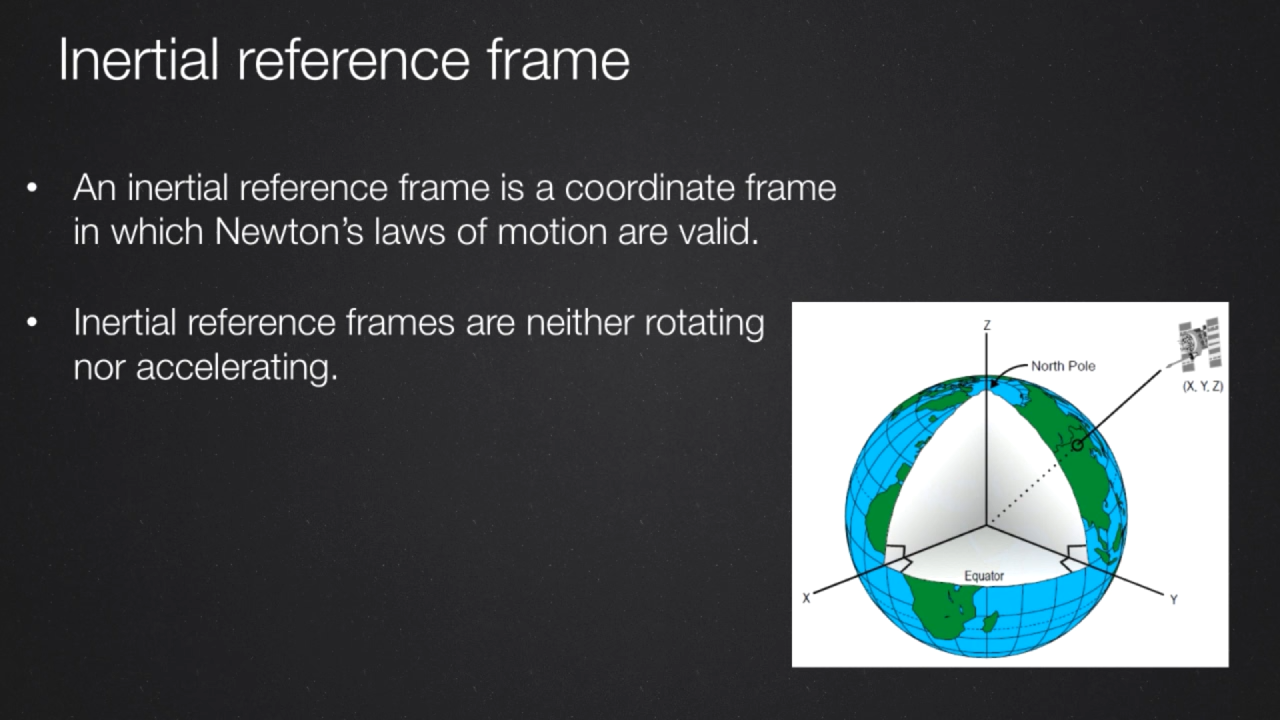 Inertial reference frame
• An inertial reference frame is a coordinate frame
in which Newton’s laws of motion are valid.
• Inertial reference frames are neither rotating
nor accelerating.
Z
North Pole
(X, Y, Z)
Equator
X
Y